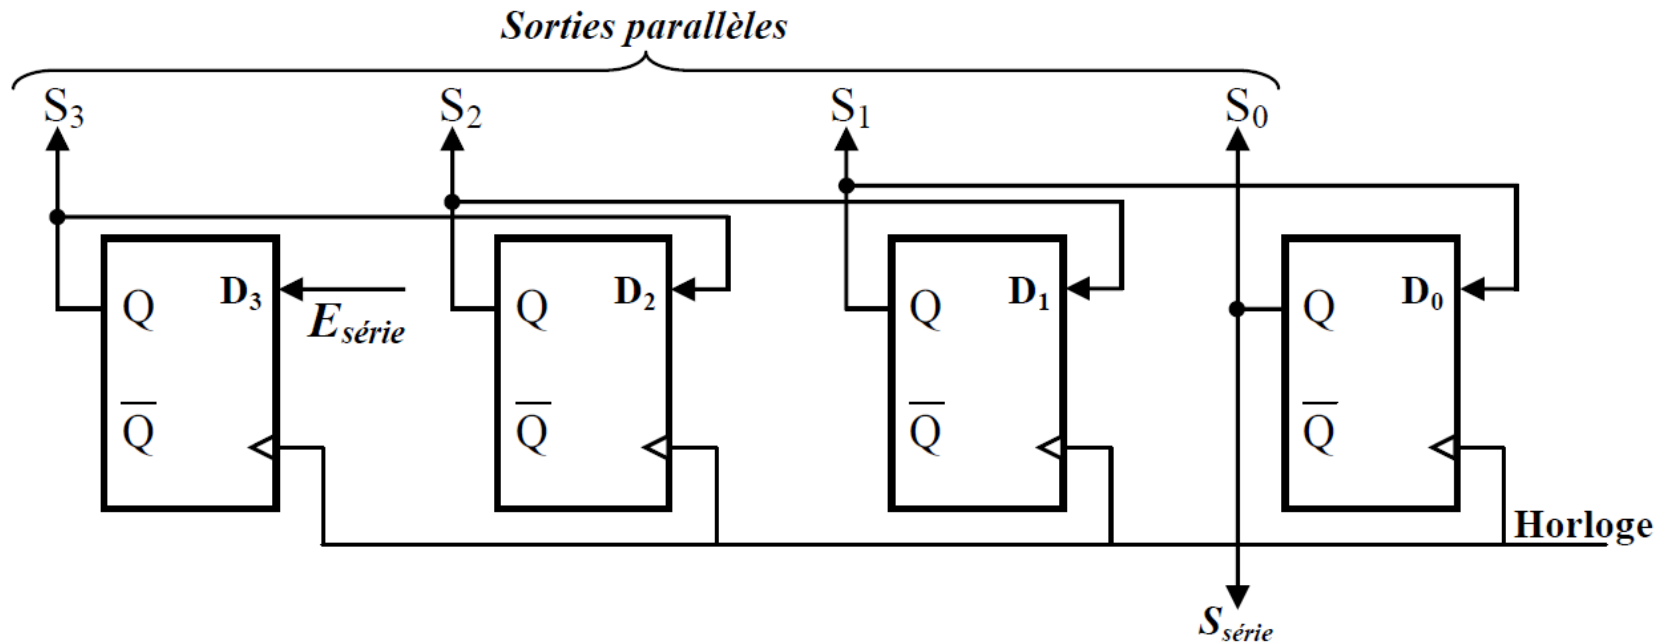 Sorties parallèles
S3 S2 S1 S0
Q D3 Q D2 Q D1 Q D0
Esérie
Q̅ Q̅ Q̅ Q̅
Horloge
Ssérie